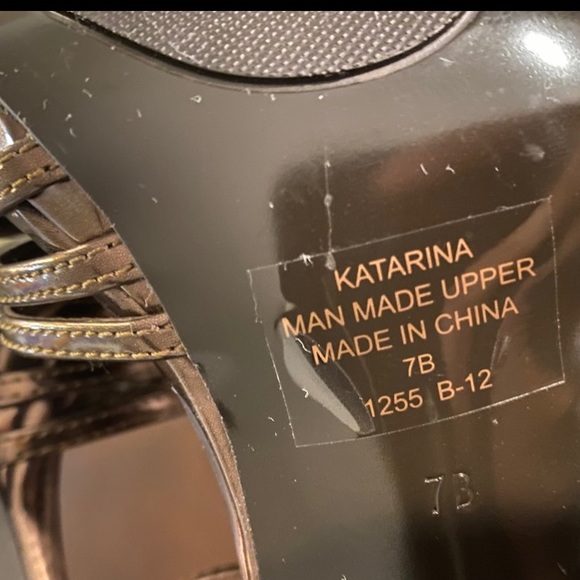 KATARINA
MAN MADE UPPER
MADE IN CHINA
7B
1255 B-12
7B